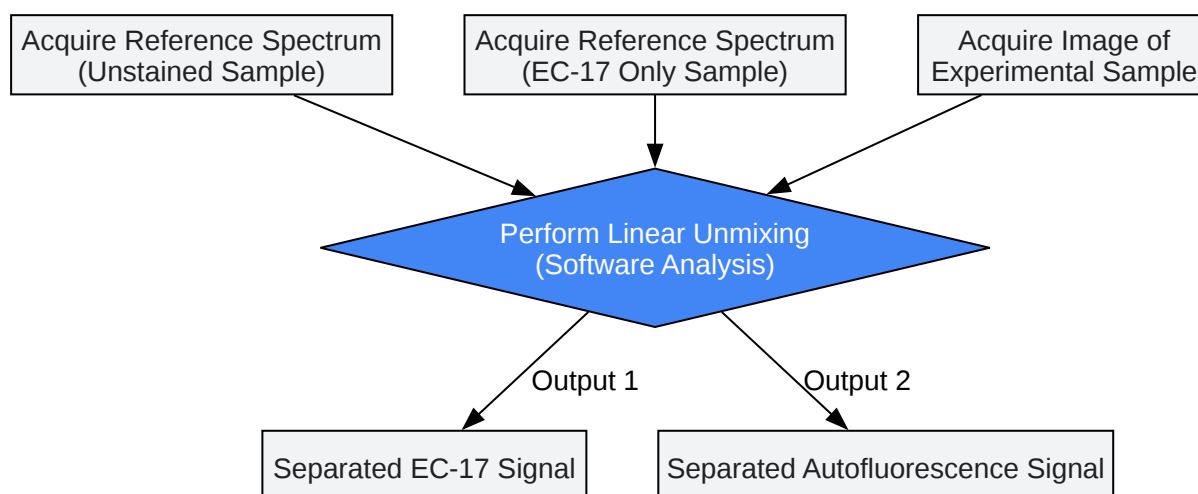 Acquire Reference Spectrum
(Unstained Sample)
Acquire Reference Spectrum
(EC-17 Only Sample)
Acquire Image of
Experimental Sample
Perform Linear Unmixing
(Software Analysis)
Output 1
Output 2
Separated EC-17 Signal
Separated Autofluorescence Signal